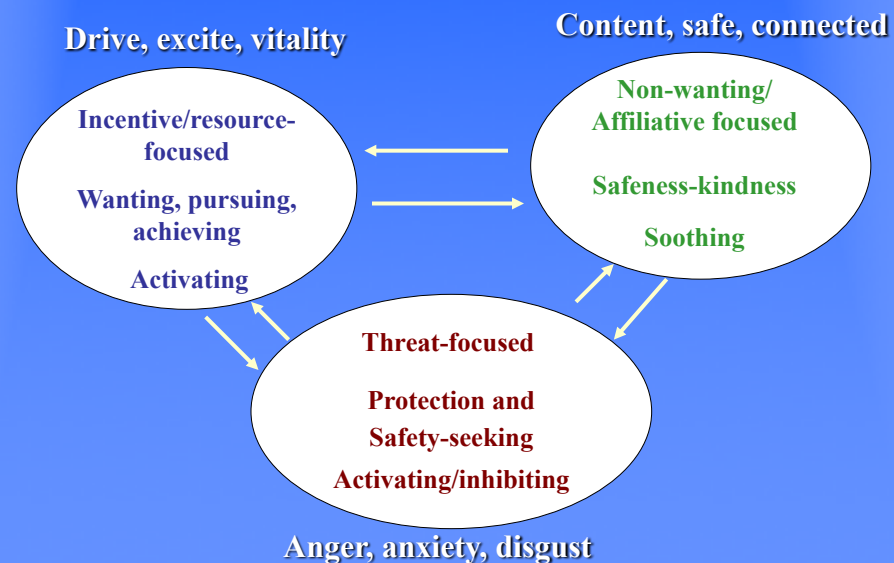 Drive, excite, vitality
Incentive/resource-
focused
Wanting, pursuing,
achieving
Activating
Content, safe, connected
Non-wanting/
Affiliative focused
Safeness-kindness
Soothing
Threat-focused
Protection and
Safety-seeking
Activating/inhibiting
Anger, anxiety, disgust